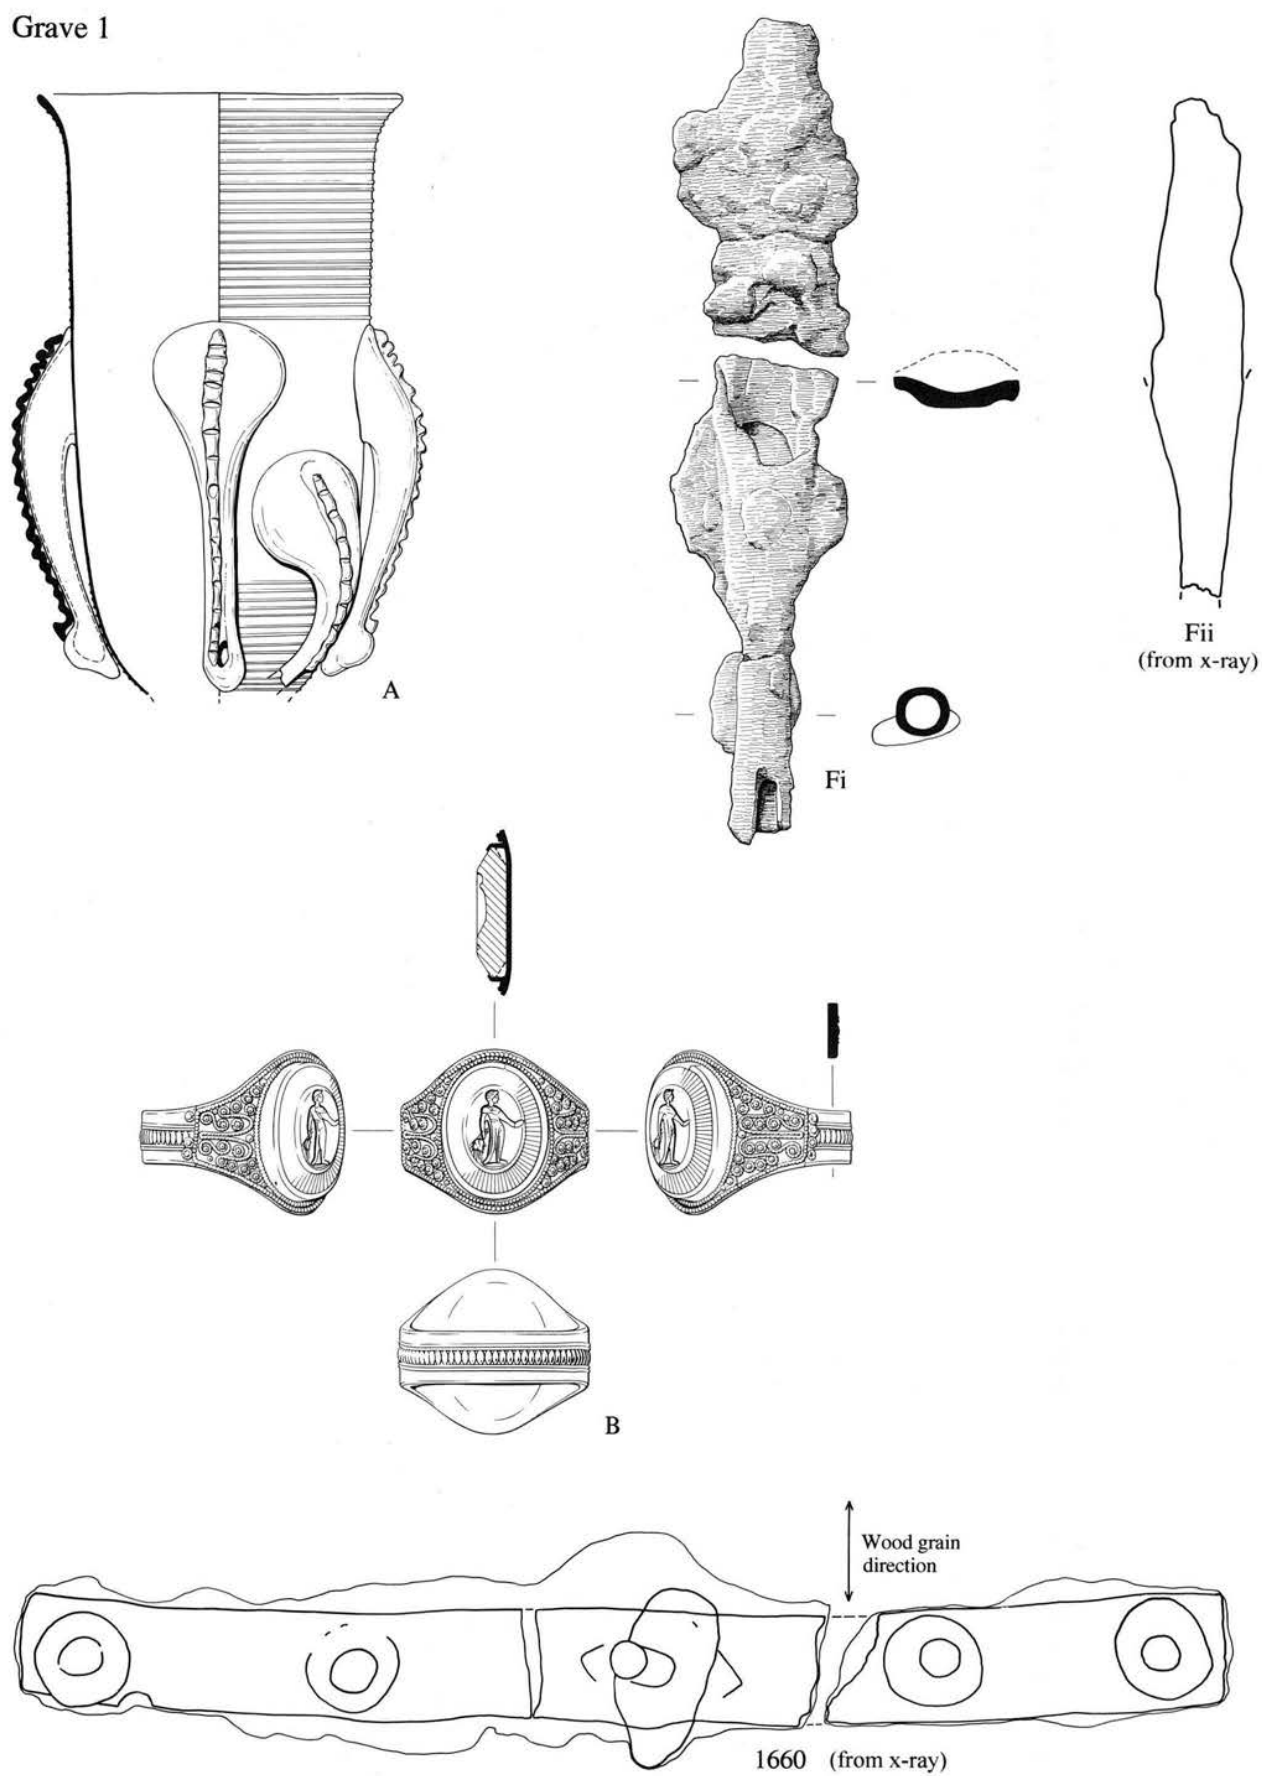 Grave 1
A
Fii
(from x-ray)
Fi
B
Wood grain
direction
1660 (from x-ray)